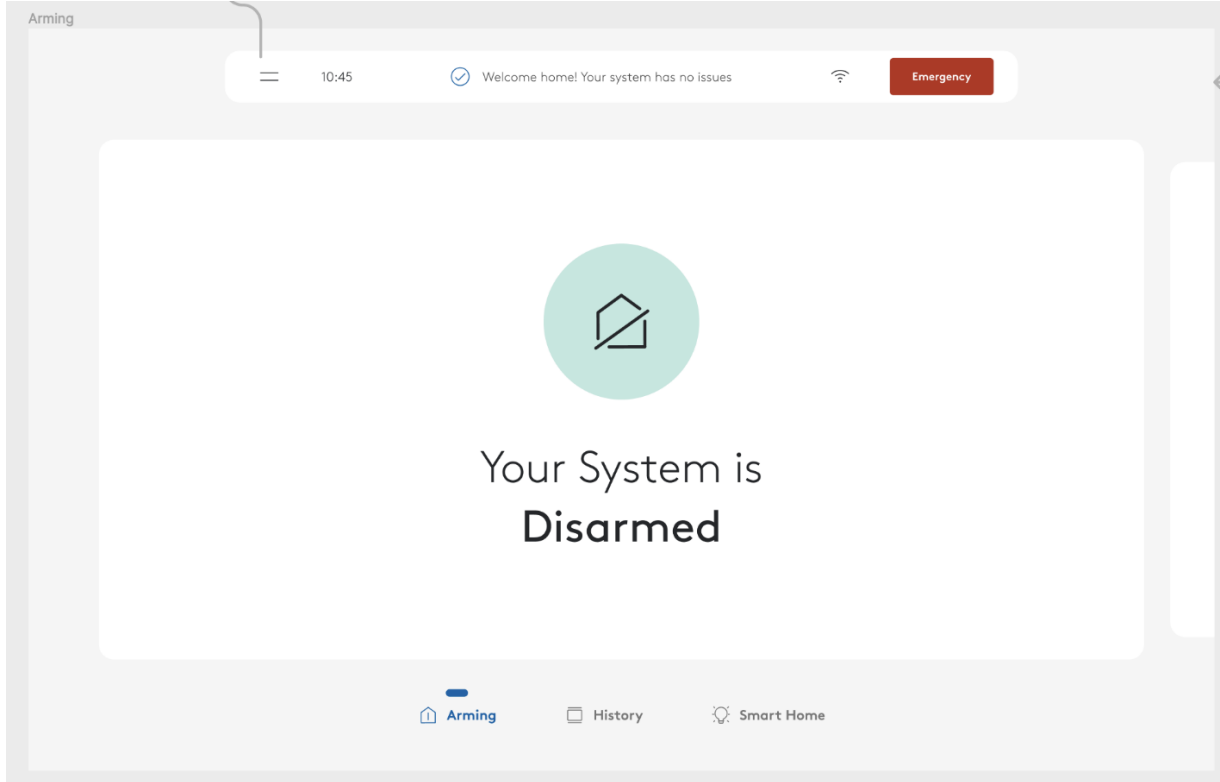 Arming
10:45
Welcome home! Your system has no issues
Emergency
Your System is
Disarmed
Arming
History
Smart Home